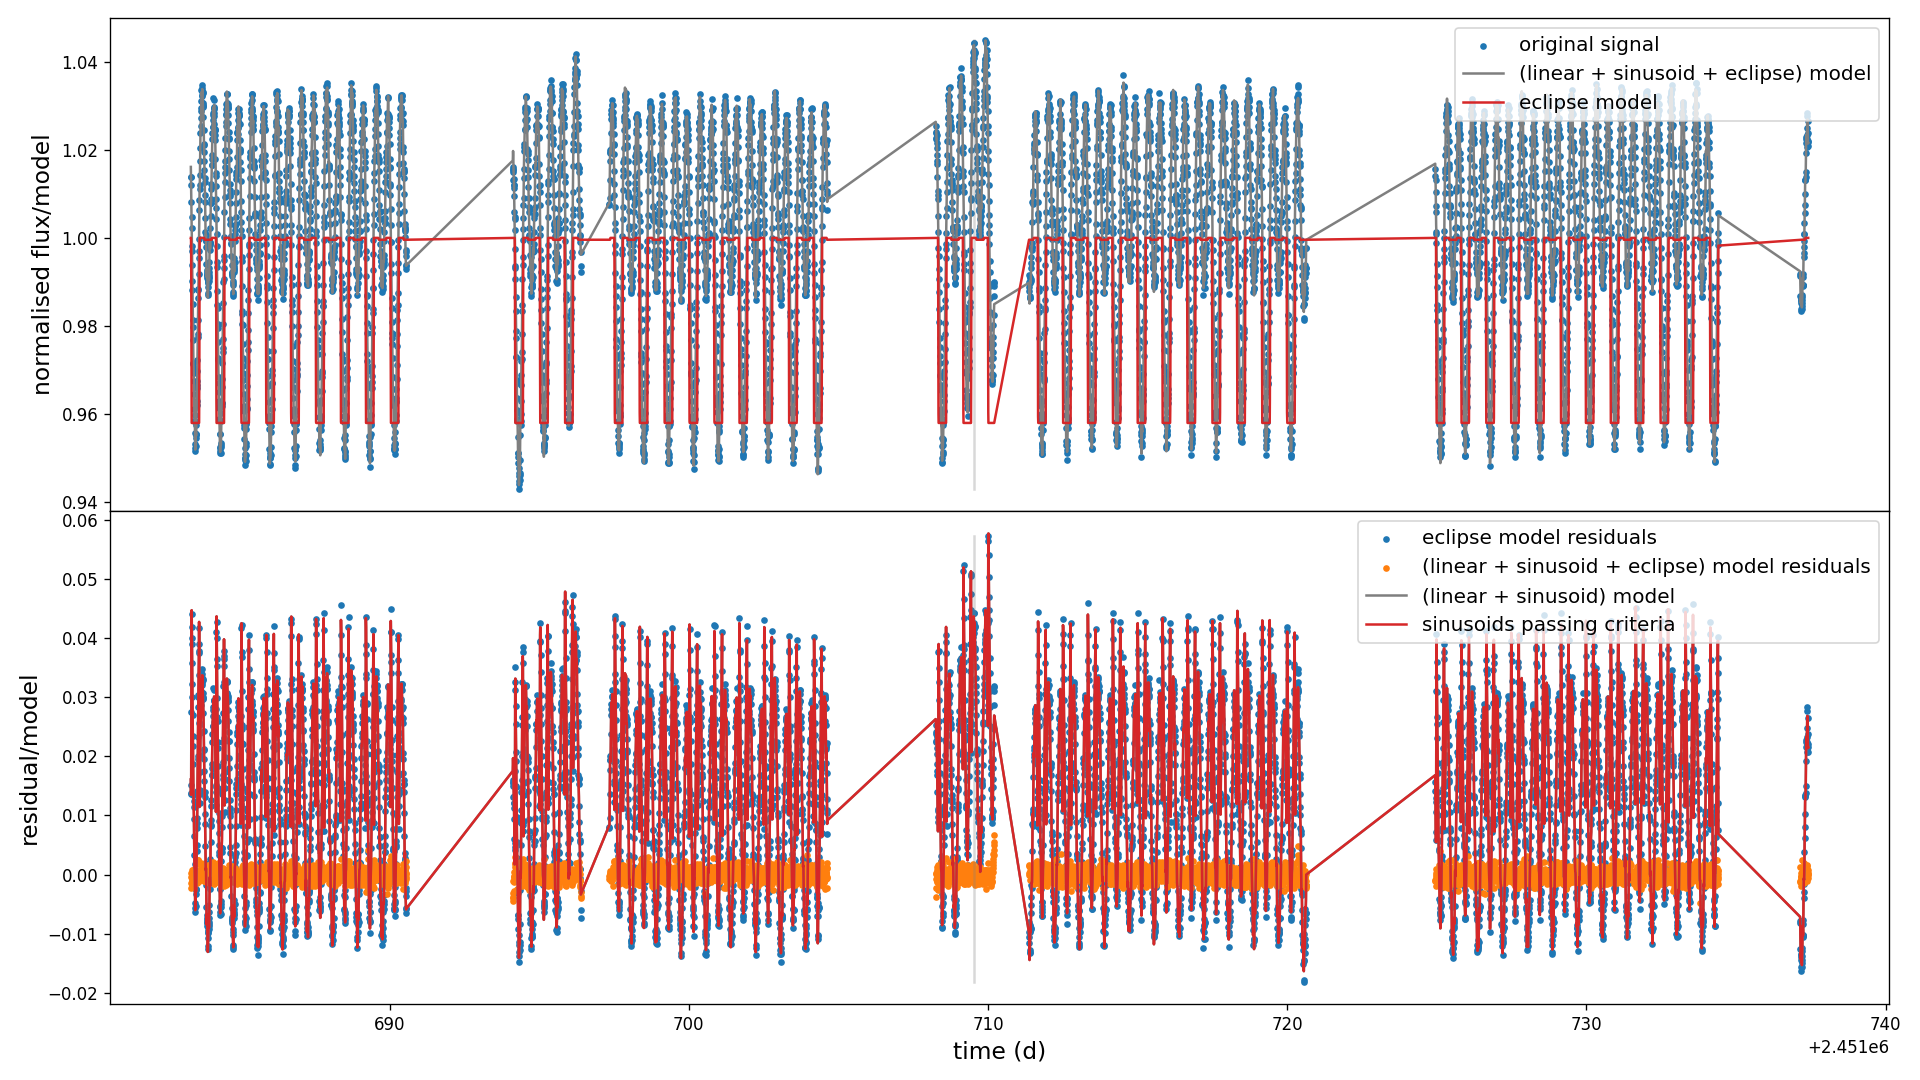 normalised flux/model
1.04
1.02
1.00
0.98
0.96
0.94
original signal
(linear + sinusoid + eclipse) model
eclipse model
residual/model
0.06
0.05
0.04
0.03
0.02
0.01
0.00
−0.01
−0.02
eclipse model residuals
(linear + sinusoid + eclipse) model residuals
(linear + sinusoid) model
sinusoids passing criteria
690
700
710
720
730
740
time (d)
+2.451e6